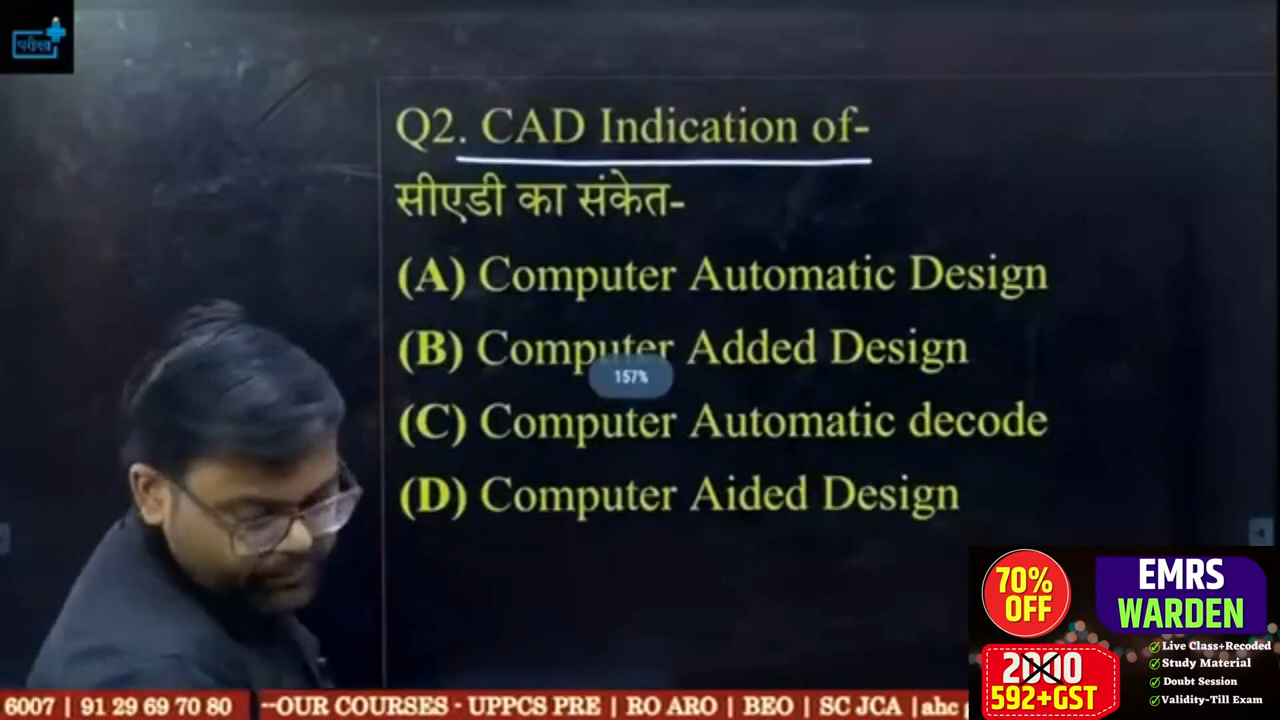 परीक्षा
Q2. CAD Indication of-
सीएडी का संकेत-
(A) Computer Automatic Design
(B) Computer Added Design
157%
(C) Computer Automatic decode
(D) Computer Aided Design
70%
OFF
EMRS
WARDEN
2000
592+GST
Live Class+Recoded
Study Material
Doubt Session
Validity-Till Exam
6007 | 91 29 69 70 80 --OUR COURSES - UPPCS PRE | RO ARO | BEO | SC JCA | ahc